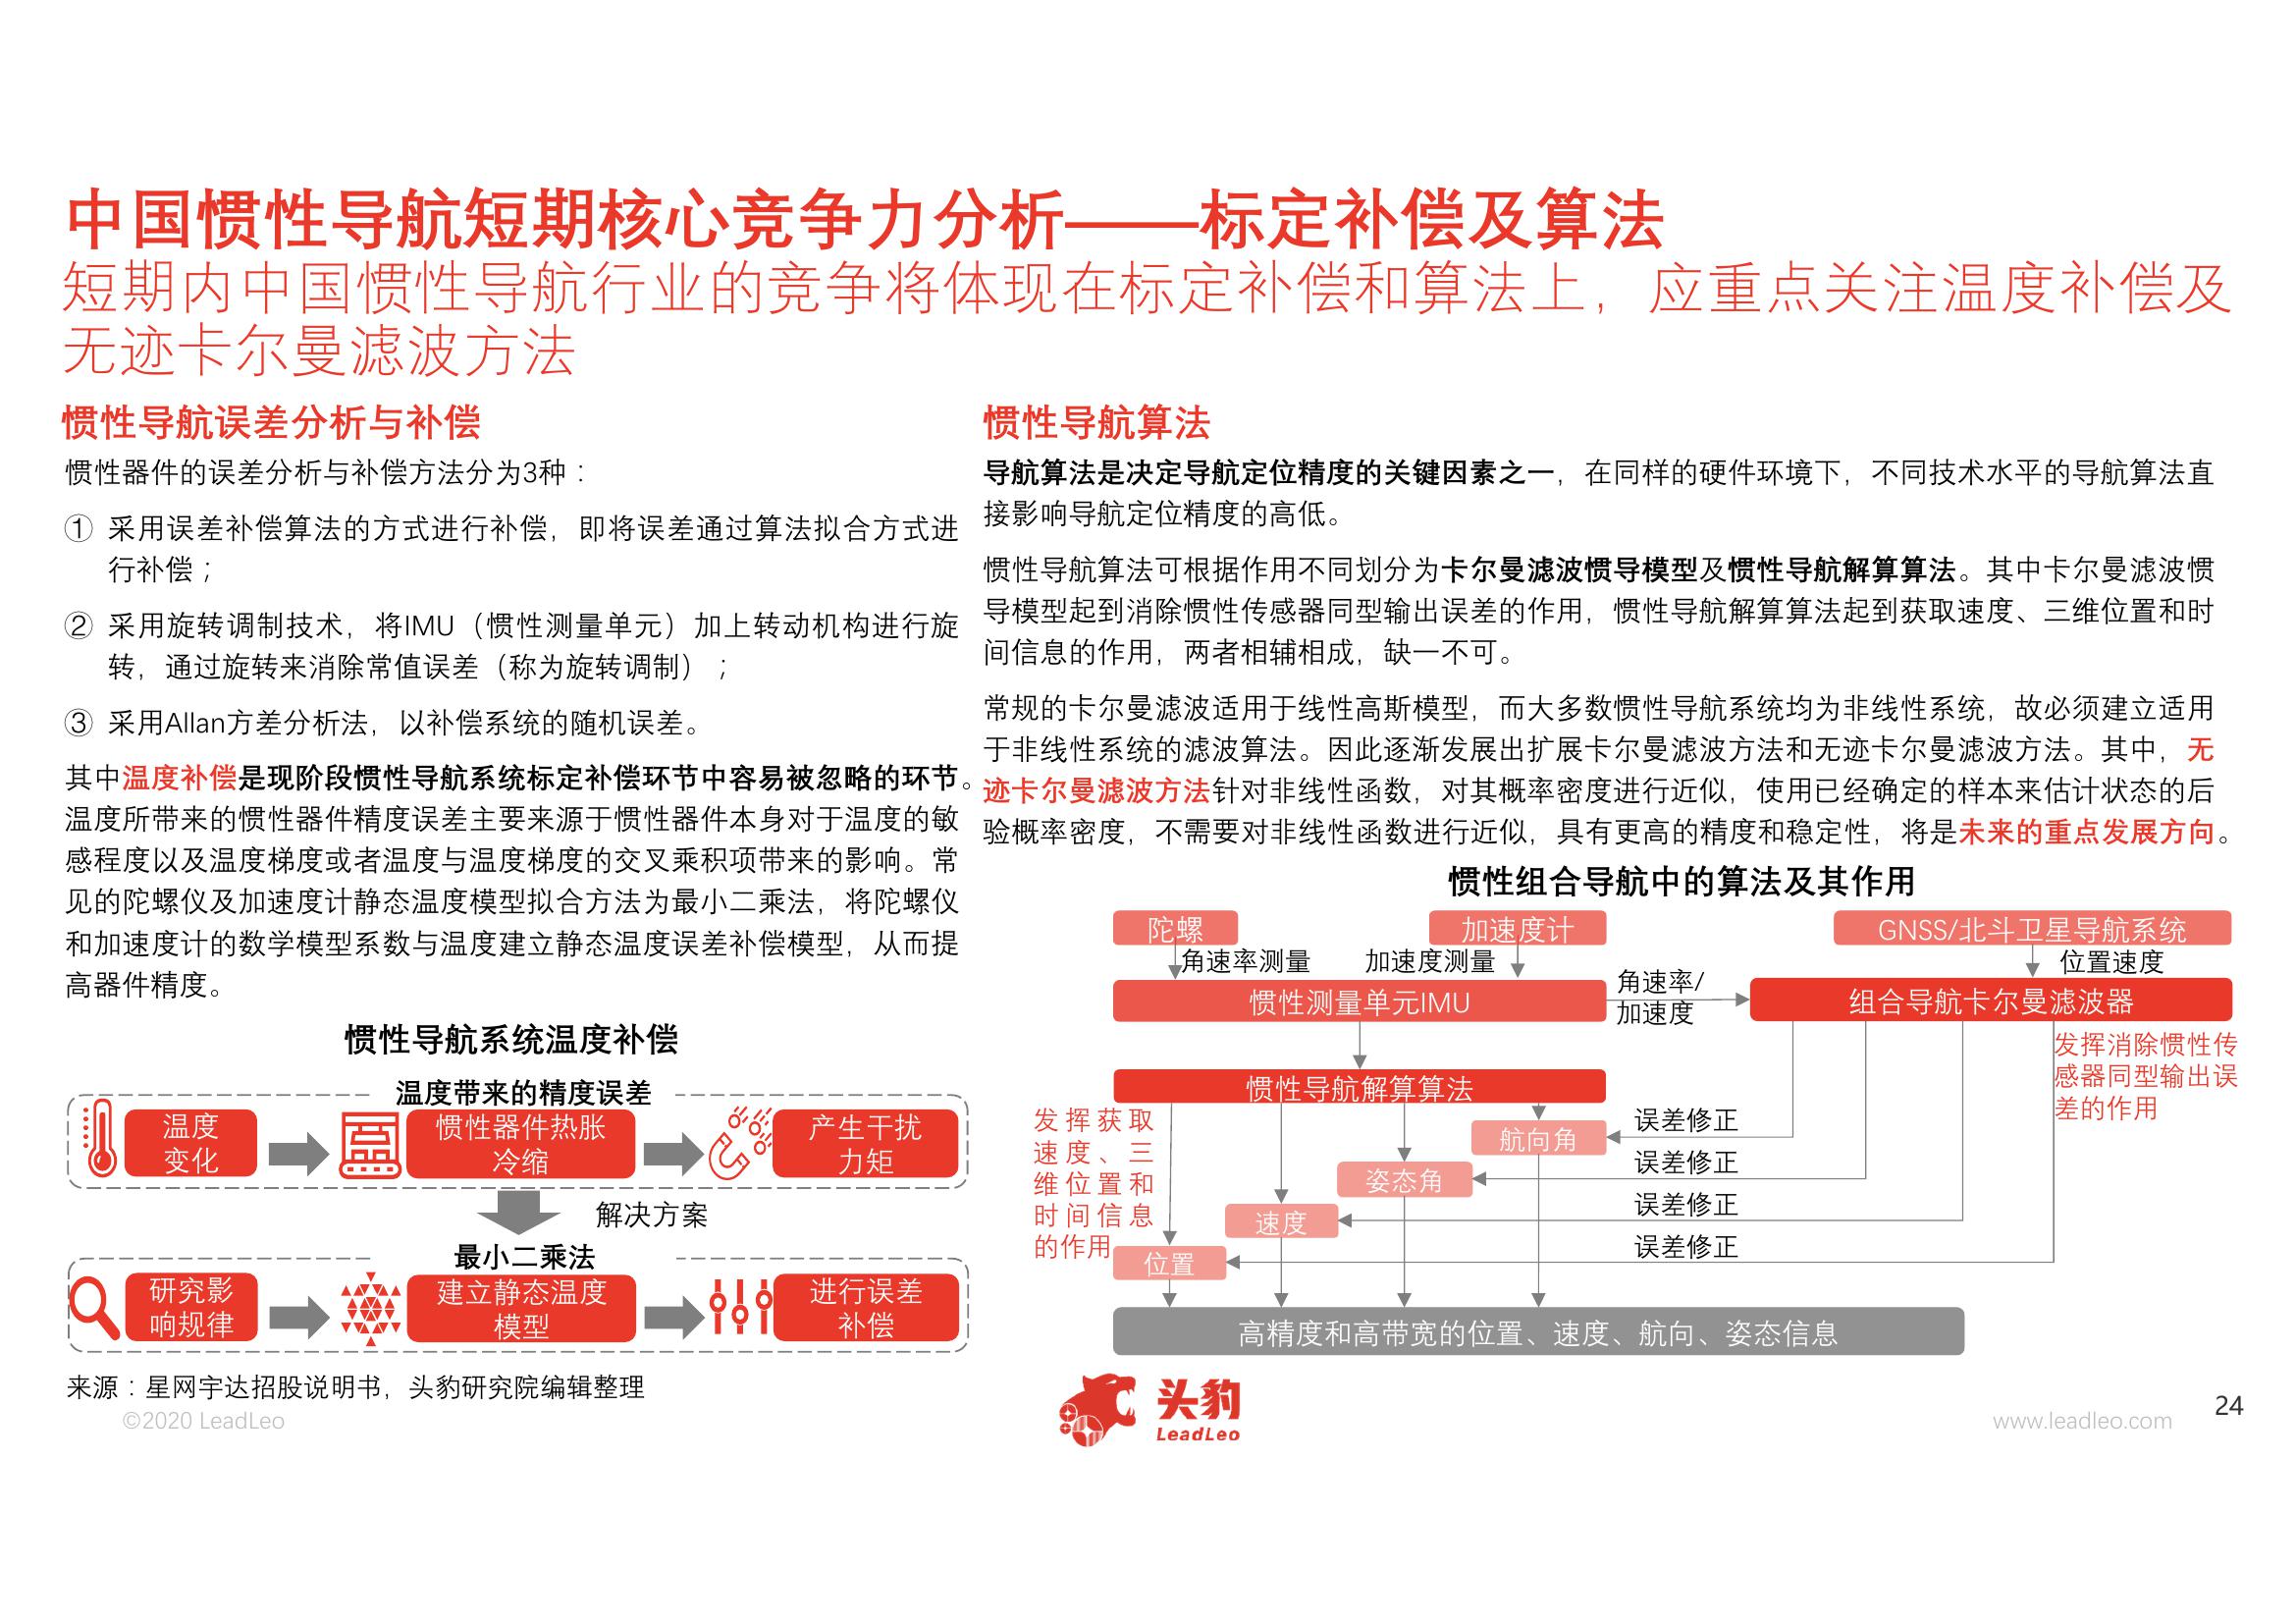 中国惯性导航短期核心竞争力分析——标定补偿及算法
短期内中国惯性导航行业的竞争将体现在标定补偿和算法上，应重点关注温度补偿及
无迹卡尔曼滤波方法
惯性导航误差分析与补偿
惯性器件的误差分析与补偿方法分为3种：
① 采用误差补偿算法的方式进行补偿，即将误差通过算法拟合方式进
行补偿；
② 采用旋转调制技术，将IMU（惯性测量单元）加上转动机构进行旋
转，通过旋转来消除常值误差（称为旋转调制）；
③ 采用Allan方差分析法，以补偿系统的随机误差。
其中温度补偿是现阶段惯性导航系统标定补偿环节中容易被忽略的环节。
温度所带来的惯性器件精度误差主要来源于惯性器件本身对于温度的敏
感程度以及温度梯度或者温度与温度梯度的交叉乘积项带来的影响。常
见的陀螺仪及加速度计静态温度模型拟合方法为最小二乘法，将陀螺仪
和加速度计的数学模型系数与温度建立静态温度误差补偿模型，从而提
高器件精度。
惯性导航系统温度补偿
温度带来的精度误差
温度
变化
惯性器件热胀
冷缩
产生干扰
力矩
解决方案
最小二乘法
研究影
响规律
建立静态温度
模型
进行误差
补偿
惯性导航算法
导航算法是决定导航定位精度的关键因素之一，在同样的硬件环境下，不同技术水平的导航算法直
接影响导航定位精度的高低。
惯性导航算法可根据作用不同划分为卡尔曼滤波惯导模型及惯性导航解算算法。其中卡尔曼滤波惯
导模型起到消除惯性传感器同型输出误差的作用，惯性导航解算算法起到获取速度、三维位置和时
间信息的作用，两者相辅相成，缺一不可。
常规的卡尔曼滤波适用于线性高斯模型，而大多数惯性导航系统均为非线性系统，故必须建立适用
于非线性系统的滤波算法。因此逐渐发展出扩展卡尔曼滤波方法和无迹卡尔曼滤波方法。其中，无
迹卡尔曼滤波方法针对非线性函数，对其概率密度进行近似，使用已经确定的样本来估计状态的后
验概率密度，不需要对非线性函数进行近似，具有更高的精度和稳定性，将是未来的重点发展方向。
惯性组合导航中的算法及其作用
陀螺
加速度计
GNSS/北斗卫星导航系统
角速率测量
加速度测量
位置速度
惯性测量单元IMU
角速率/
加速度
组合导航卡尔曼滤波器
发挥消除惯性传
感器同型输出误
差的作用
惯性导航解算算法
发挥获取
速度、三
维位置和
时间信息
的作用
航向角
误差修正
姿态角
误差修正
速度
误差修正
位置
误差修正
高精度和高带宽的位置、速度、航向、姿态信息
来源：星网宇达招股说明书，头豹研究院编辑整理
©2020 LeadLeo
头豹
LeadLeo
www.leadleo.com
24